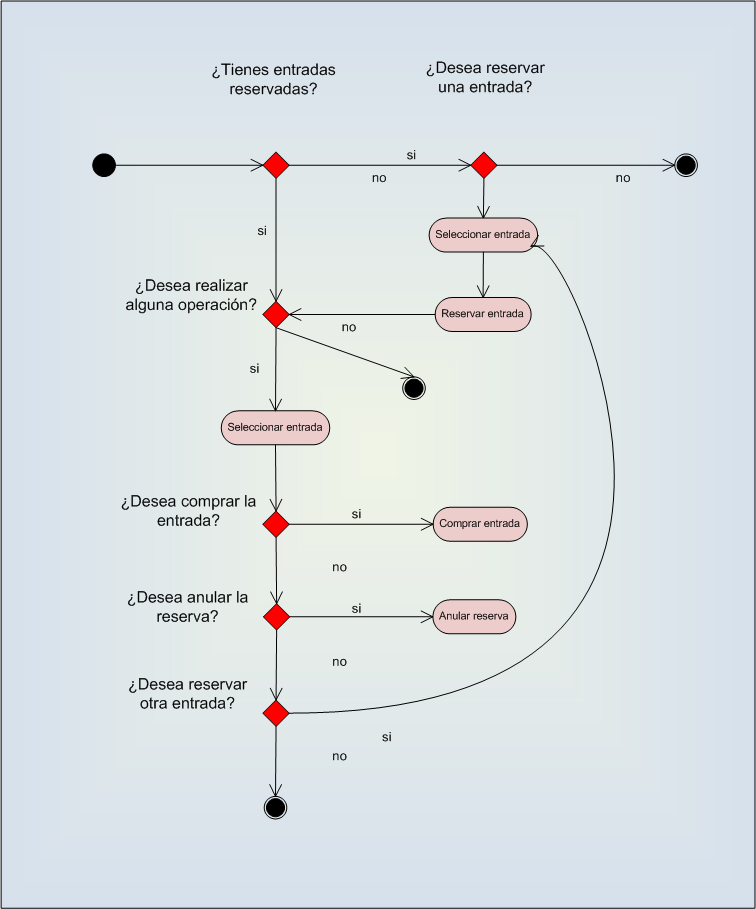 ¿Tienes entradas
reservadas?
¿Desea reservar
una entrada?
si
no
no
si
Seleccionar entrada
¿Desea realizar
alguna operación?
Reservar entrada
no
si
Seleccionar entrada
¿Desea comprar la
entrada?
si
Comprar entrada
no
¿Desea anular la
reserva?
si
Anular reserva
no
¿Desea reservar
otra entrada?
si
no